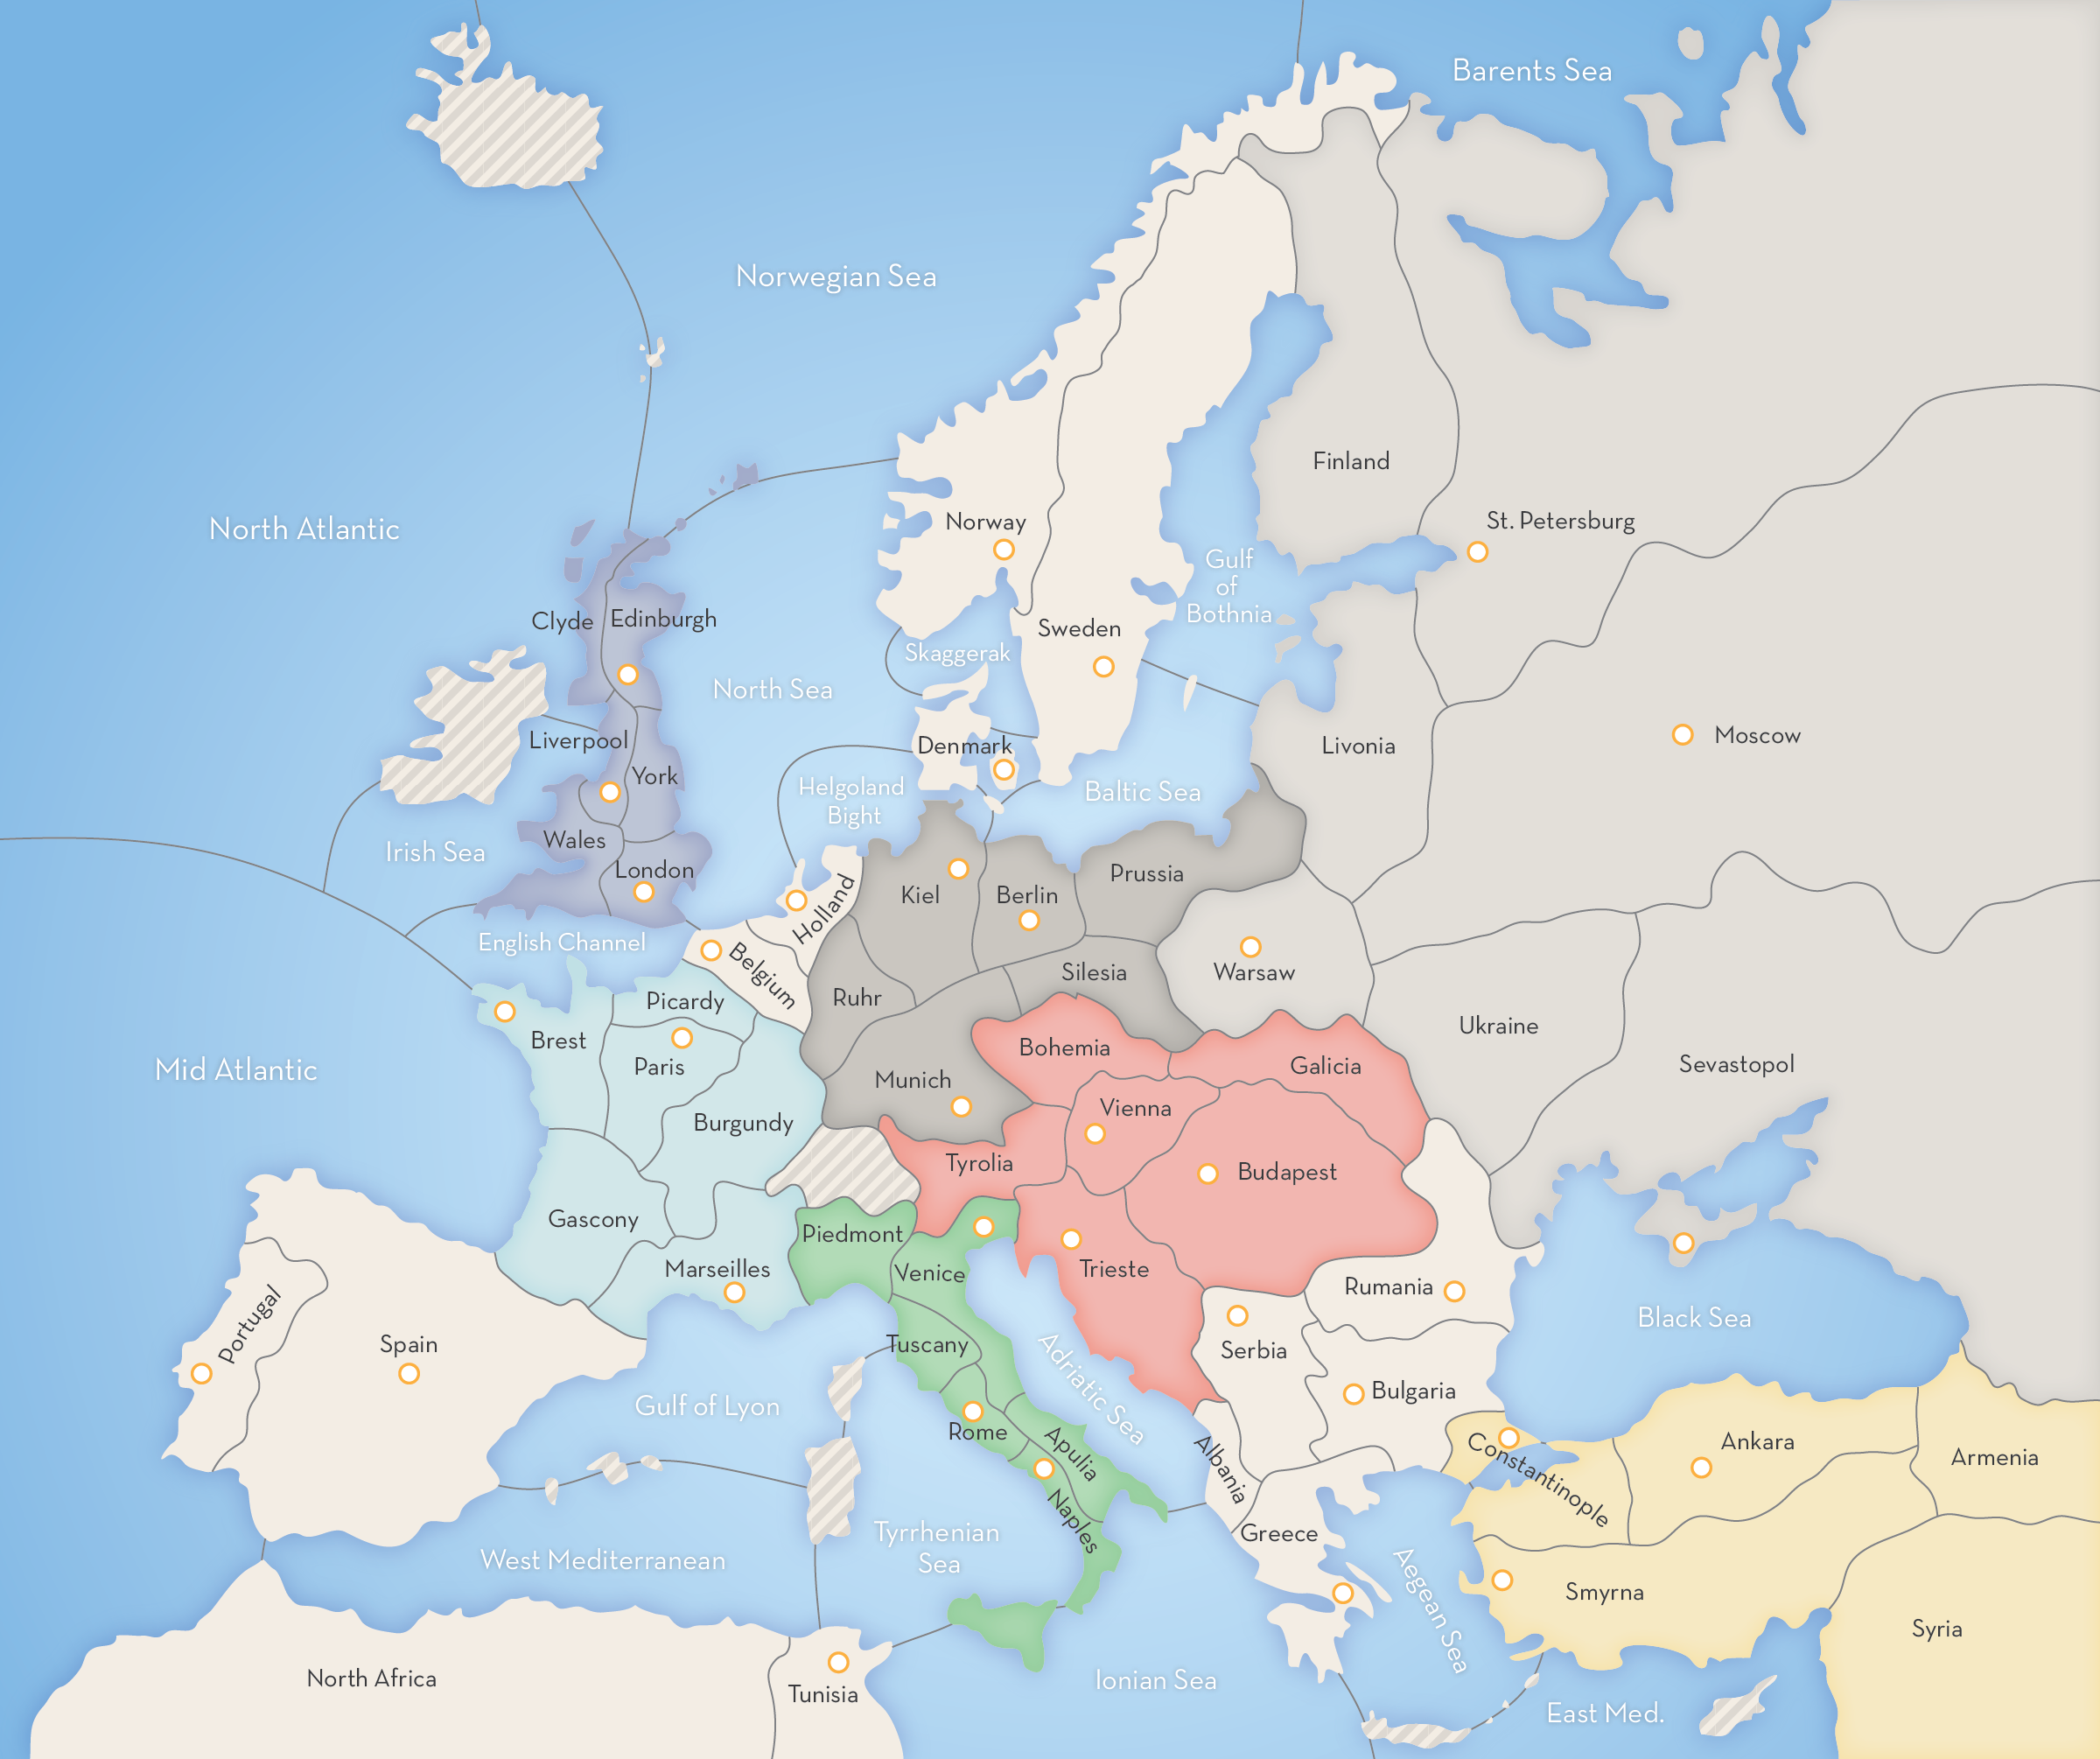 Barents Sea
Norwegian Sea
North Atlantic
Finland
Norway
St. Petersburg
Gulf
of
Bothnia
Clyde
Edinburgh
Sweden
Skaggerak
North Sea
Moscow
Liverpool
Denmark
Livonia
York
Helgoland
Bight
Baltic Sea
Irish Sea
Wales
London
Prussia
Kiel
Berlin
Holland
English Channel
Belgium
Silesia
Warsaw
Picardy
Ruhr
Ukraine
Brest
Paris
Bohemia
Galicia
Sevastopol
Mid Atlantic
Munich
Vienna
Burgundy
Tyrolia
Budapest
Gascony
Piedmont
Marseilles
Venice
Trieste
Rumania
Portugal
Spain
Tuscany
Serbia
Black Sea
Adriatic Sea
Bulgaria
Gulf of Lyon
Rome
Apulia
Albania
Constantinople
Ankara
Armenia
Naples
Tyrrhenian
Sea
Greece
West Mediterranean
Aegean Sea
Smyrna
Syria
North Africa
Tunisia
Ionian Sea
East Med.